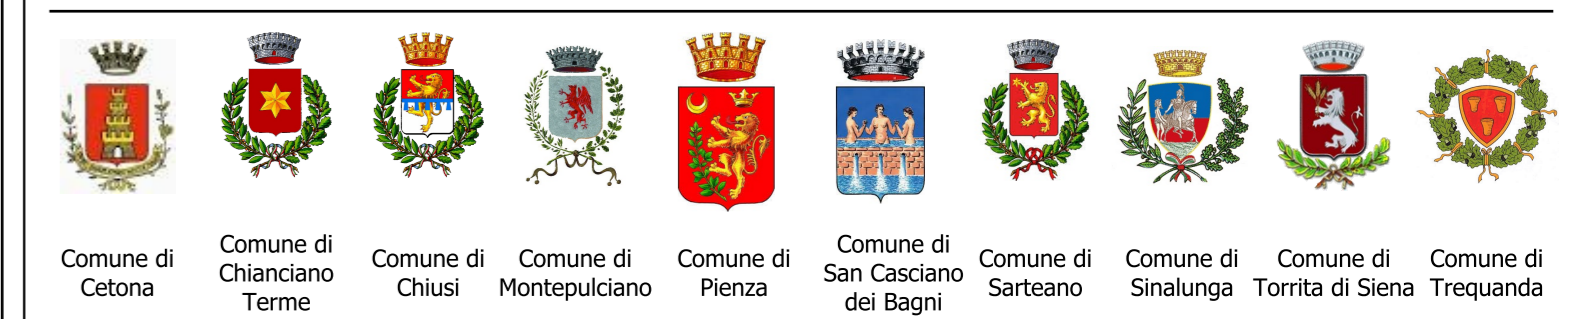 Comune di
Cetona
Comune di
Chianciano
Terme
Comune di
Chiusi
Comune di
Montepulciano
Comune di
Pienza
Comune di
San Casciano
dei Bagni
Comune di
Sarteano
Comune di
Sinalunga
Comune di
Torrita di Siena
Comune di
Trequanda